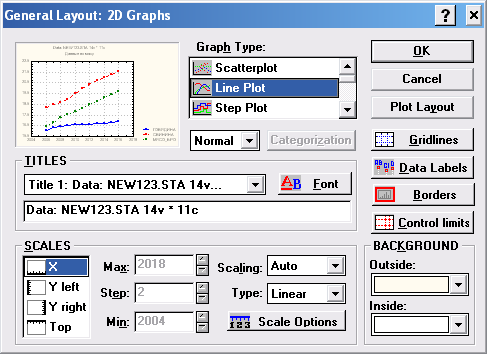 General Layout: 2D Graphs
Graph Type:
Scatterplot
Line Plot
Step Plot
Normal
Categorization
OK
Cancel
Plot Layout
Gridlines
Data Labels
Borders
Control limits
TITLES
Title 1: Data: NEW123.STA 14v...
Font
Data: NEW123.STA 14v * 11c
SCALES
X
Y left
Y right
Top
Max: 2018
Step: 2
Min: 2004
Scaling: Auto
Type: Linear
Scale Options
BACKGROUND
Outside:
Inside: